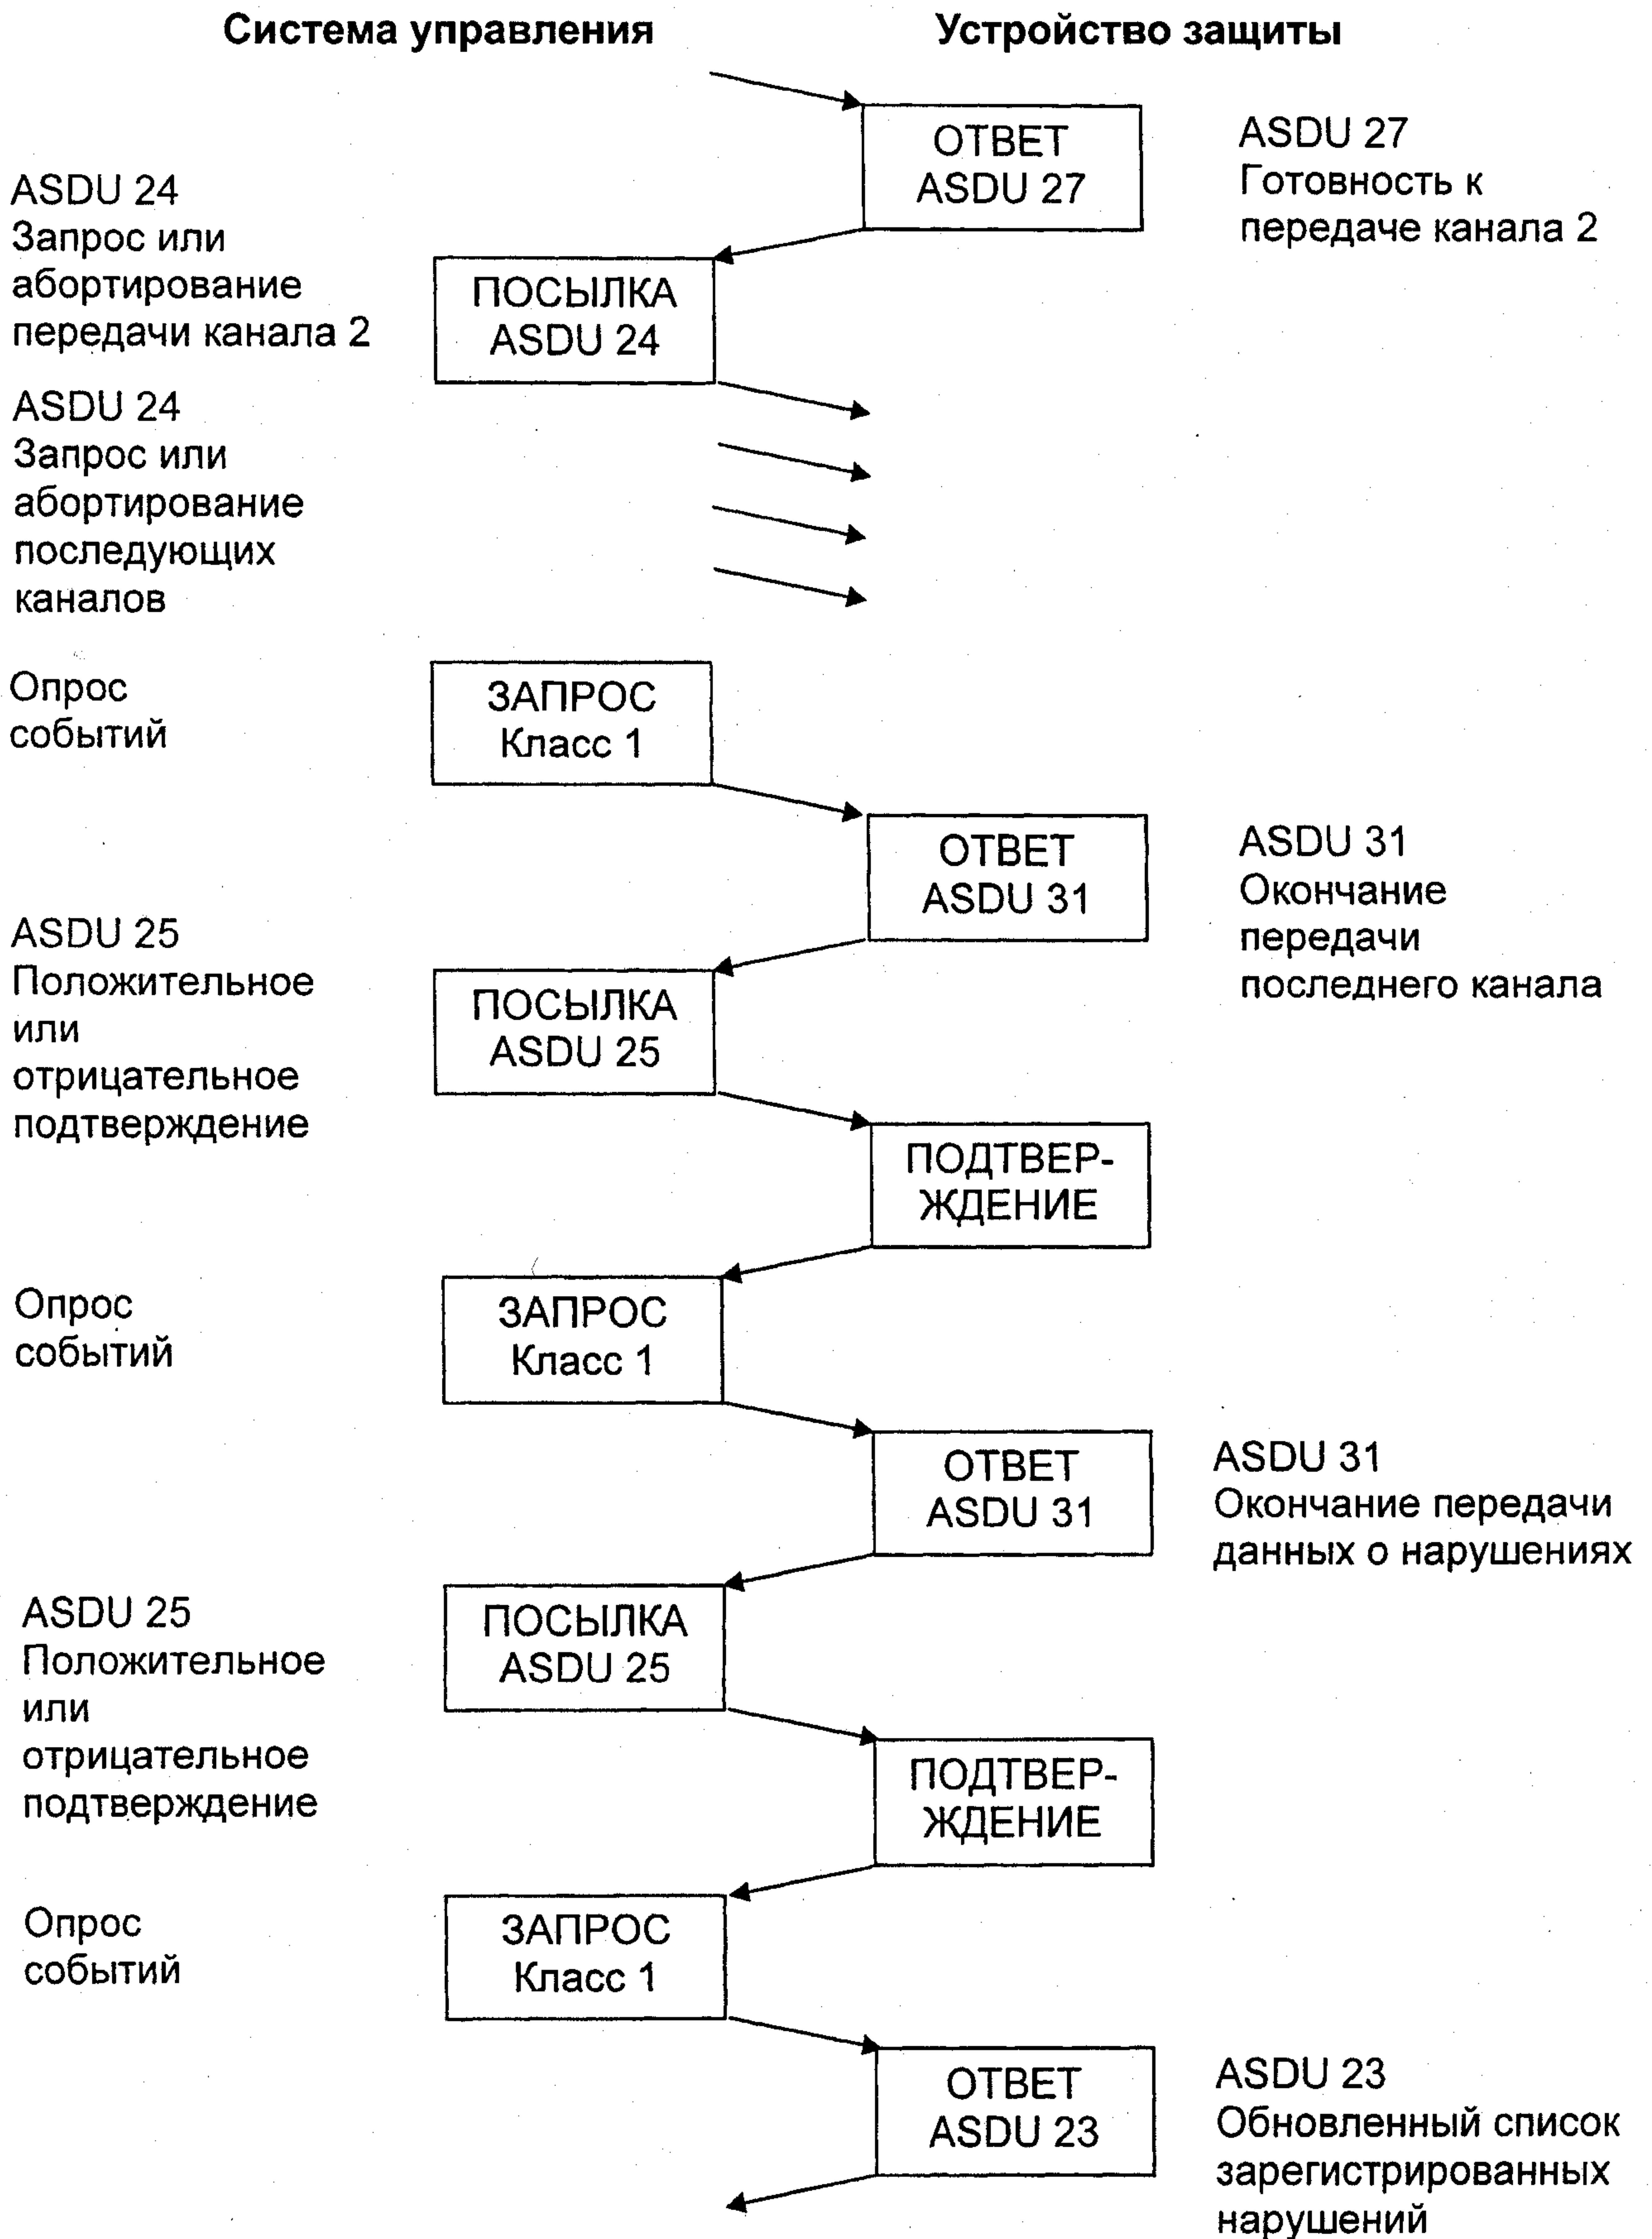 Система управления
Устройство защиты
ОТВЕТ
ASDU 27
ASDU 27
Готовность к
передаче канала 2
ASDU 24
Запрос или
абортирование
передачи канала 2
ПОСЫЛКА
ASDU 24
ASDU 24
Запрос или
абортирование
последующих
каналов
Опрос
событий
ЗАПРОС
Класс 1
ОТВЕТ
ASDU 31
ASDU 31
Окончание
передачи
последнего канала
ASDU 25
Положительное
или
отрицательное
подтверждение
ПОСЫЛКА
ASDU 25
ПОДТВЕР-
ЖДЕНИЕ
Опрос
событий
ЗАПРОС
Класс 1
ОТВЕТ
ASDU 31
ASDU 31
Окончание передачи
данных о нарушениях
ASDU 25
Положительное
или
отрицательное
подтверждение
ПОСЫЛКА
ASDU 25
ПОДТВЕР-
ЖДЕНИЕ
Опрос
событий
ЗАПРОС
Класс 1
ОТВЕТ
ASDU 23
ASDU 23
Обновленный список
зарегистрированных
нарушений